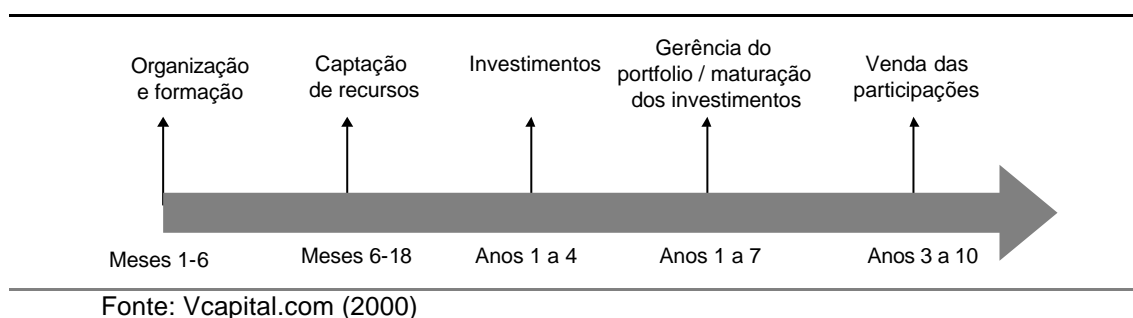 Organização
e formação
Captação
de recursos
Investimentos
Gerência do
portfolio / maturação
dos investimentos
Venda das
participações
Meses 1-6
Meses 6-18
Anos 1 a 4
Anos 1 a 7
Anos 3 a 10
Fonte: Vcapital.com (2000)